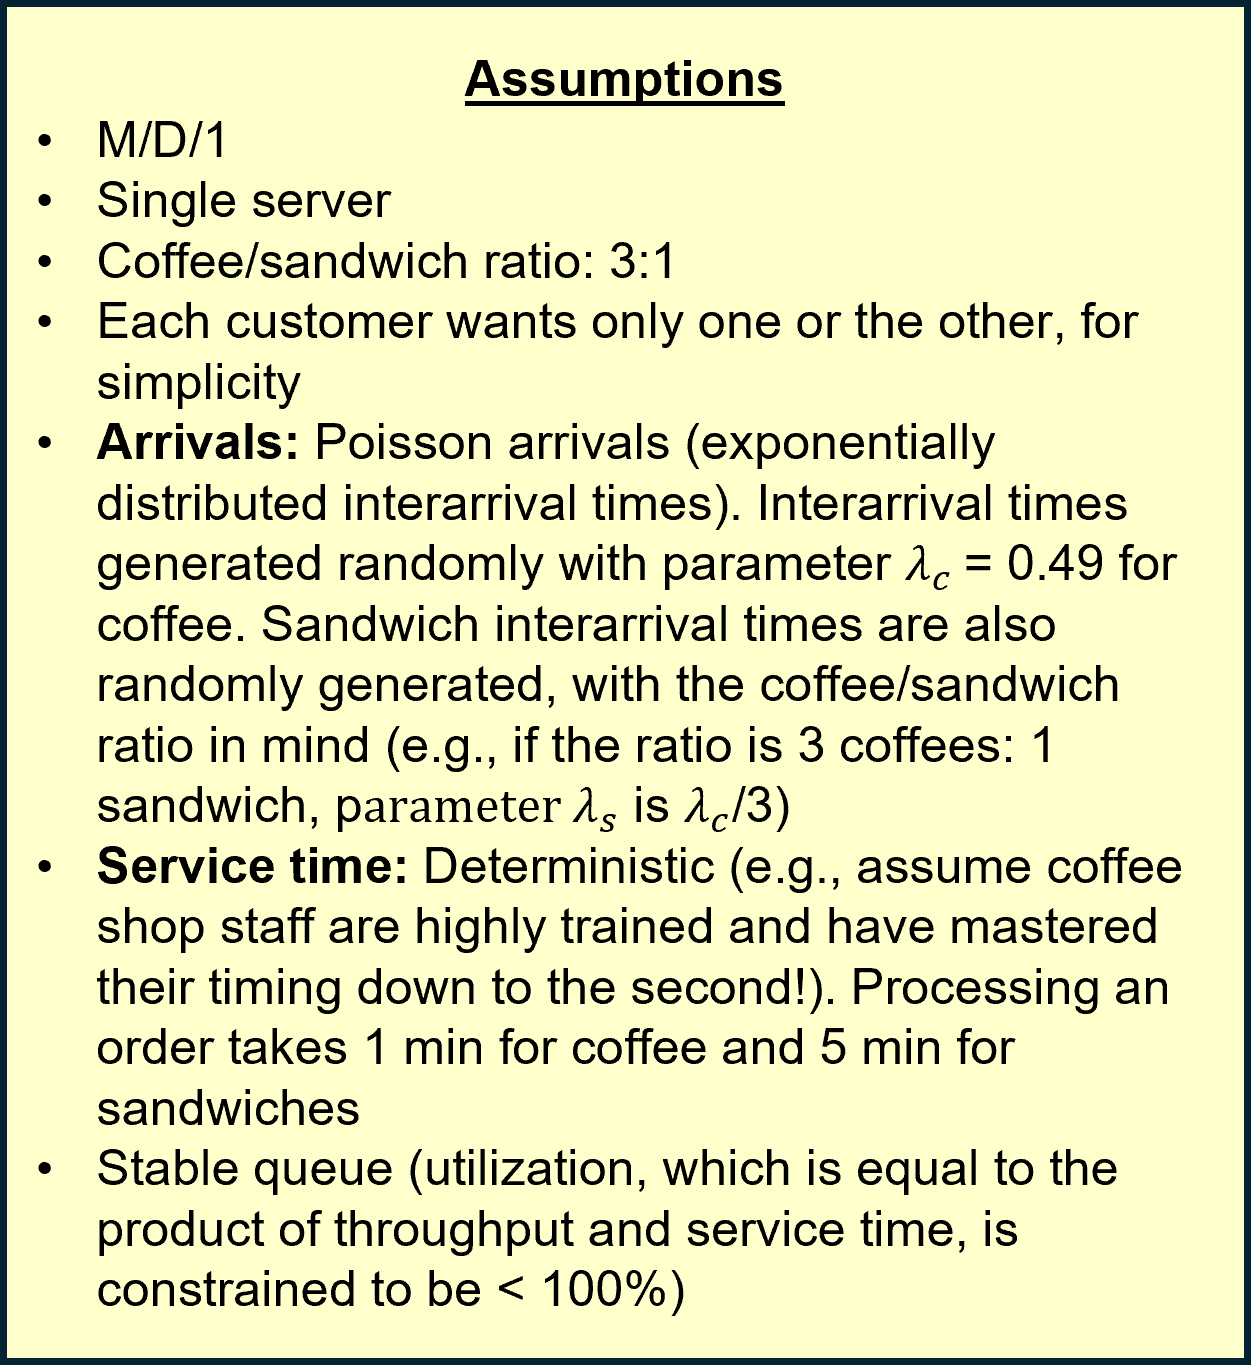 Assumptions
• M/D/1
• Single server
• Coffee/sandwich ratio: 3:1
• Each customer wants only one or the other, for
simplicity
• Arrivals: Poisson arrivals (exponentially
distributed interarrival times). Interarrival times
generated randomly with parameter λc = 0.49 for
coffee. Sandwich interarrival times are also
randomly generated, with the coffee/sandwich
ratio in mind (e.g., if the ratio is 3 coffees: 1
sandwich, parameter λs is λc/3)
• Service time: Deterministic (e.g., assume coffee
shop staff are highly trained and have mastered
their timing down to the second!). Processing an
order takes 1 min for coffee and 5 min for
sandwiches
• Stable queue (utilization, which is equal to the
product of throughput and service time, is
constrained to be < 100%)